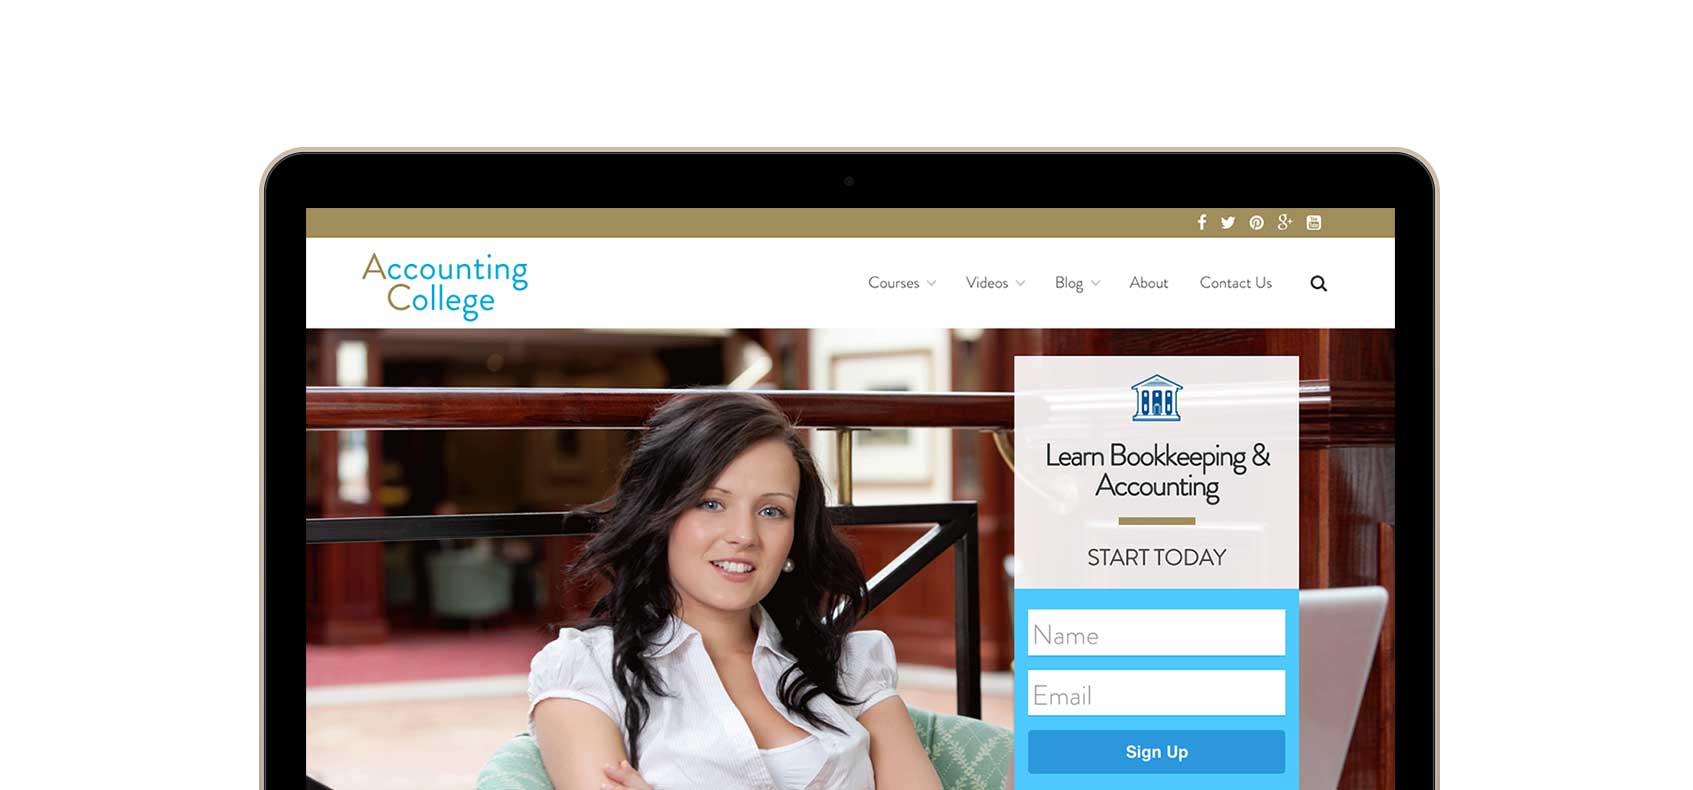 Accounting
College
Courses
Videos
Blog
About
Contact Us
Learn Bookkeeping &
Accounting
START TODAY
Name
Email
Sign Up